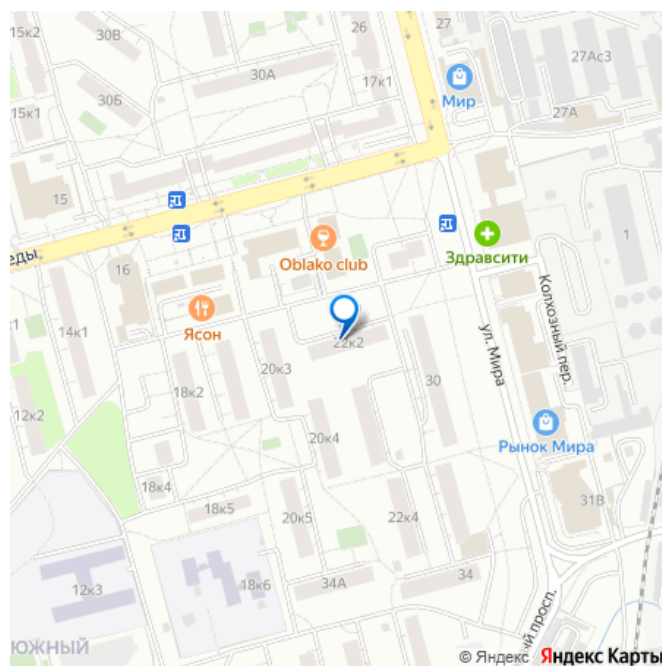 15к2
30В
26
30А
17к1
Мир
27Ас3
27А
30Б
15к1
15
1
Oblako club
Здравсити
еды
16
Колхозный пер.
14к1
Ясон
22к2
ул. Мира
20к3
30
18к2
12к2
20к4
Рынок Мира
18к4
18к5
20к5
22к4
31В
12к3
18к6
34А
34
ЮЖНЫЙ
ый просп.
© Яндекс Яндекс Карты